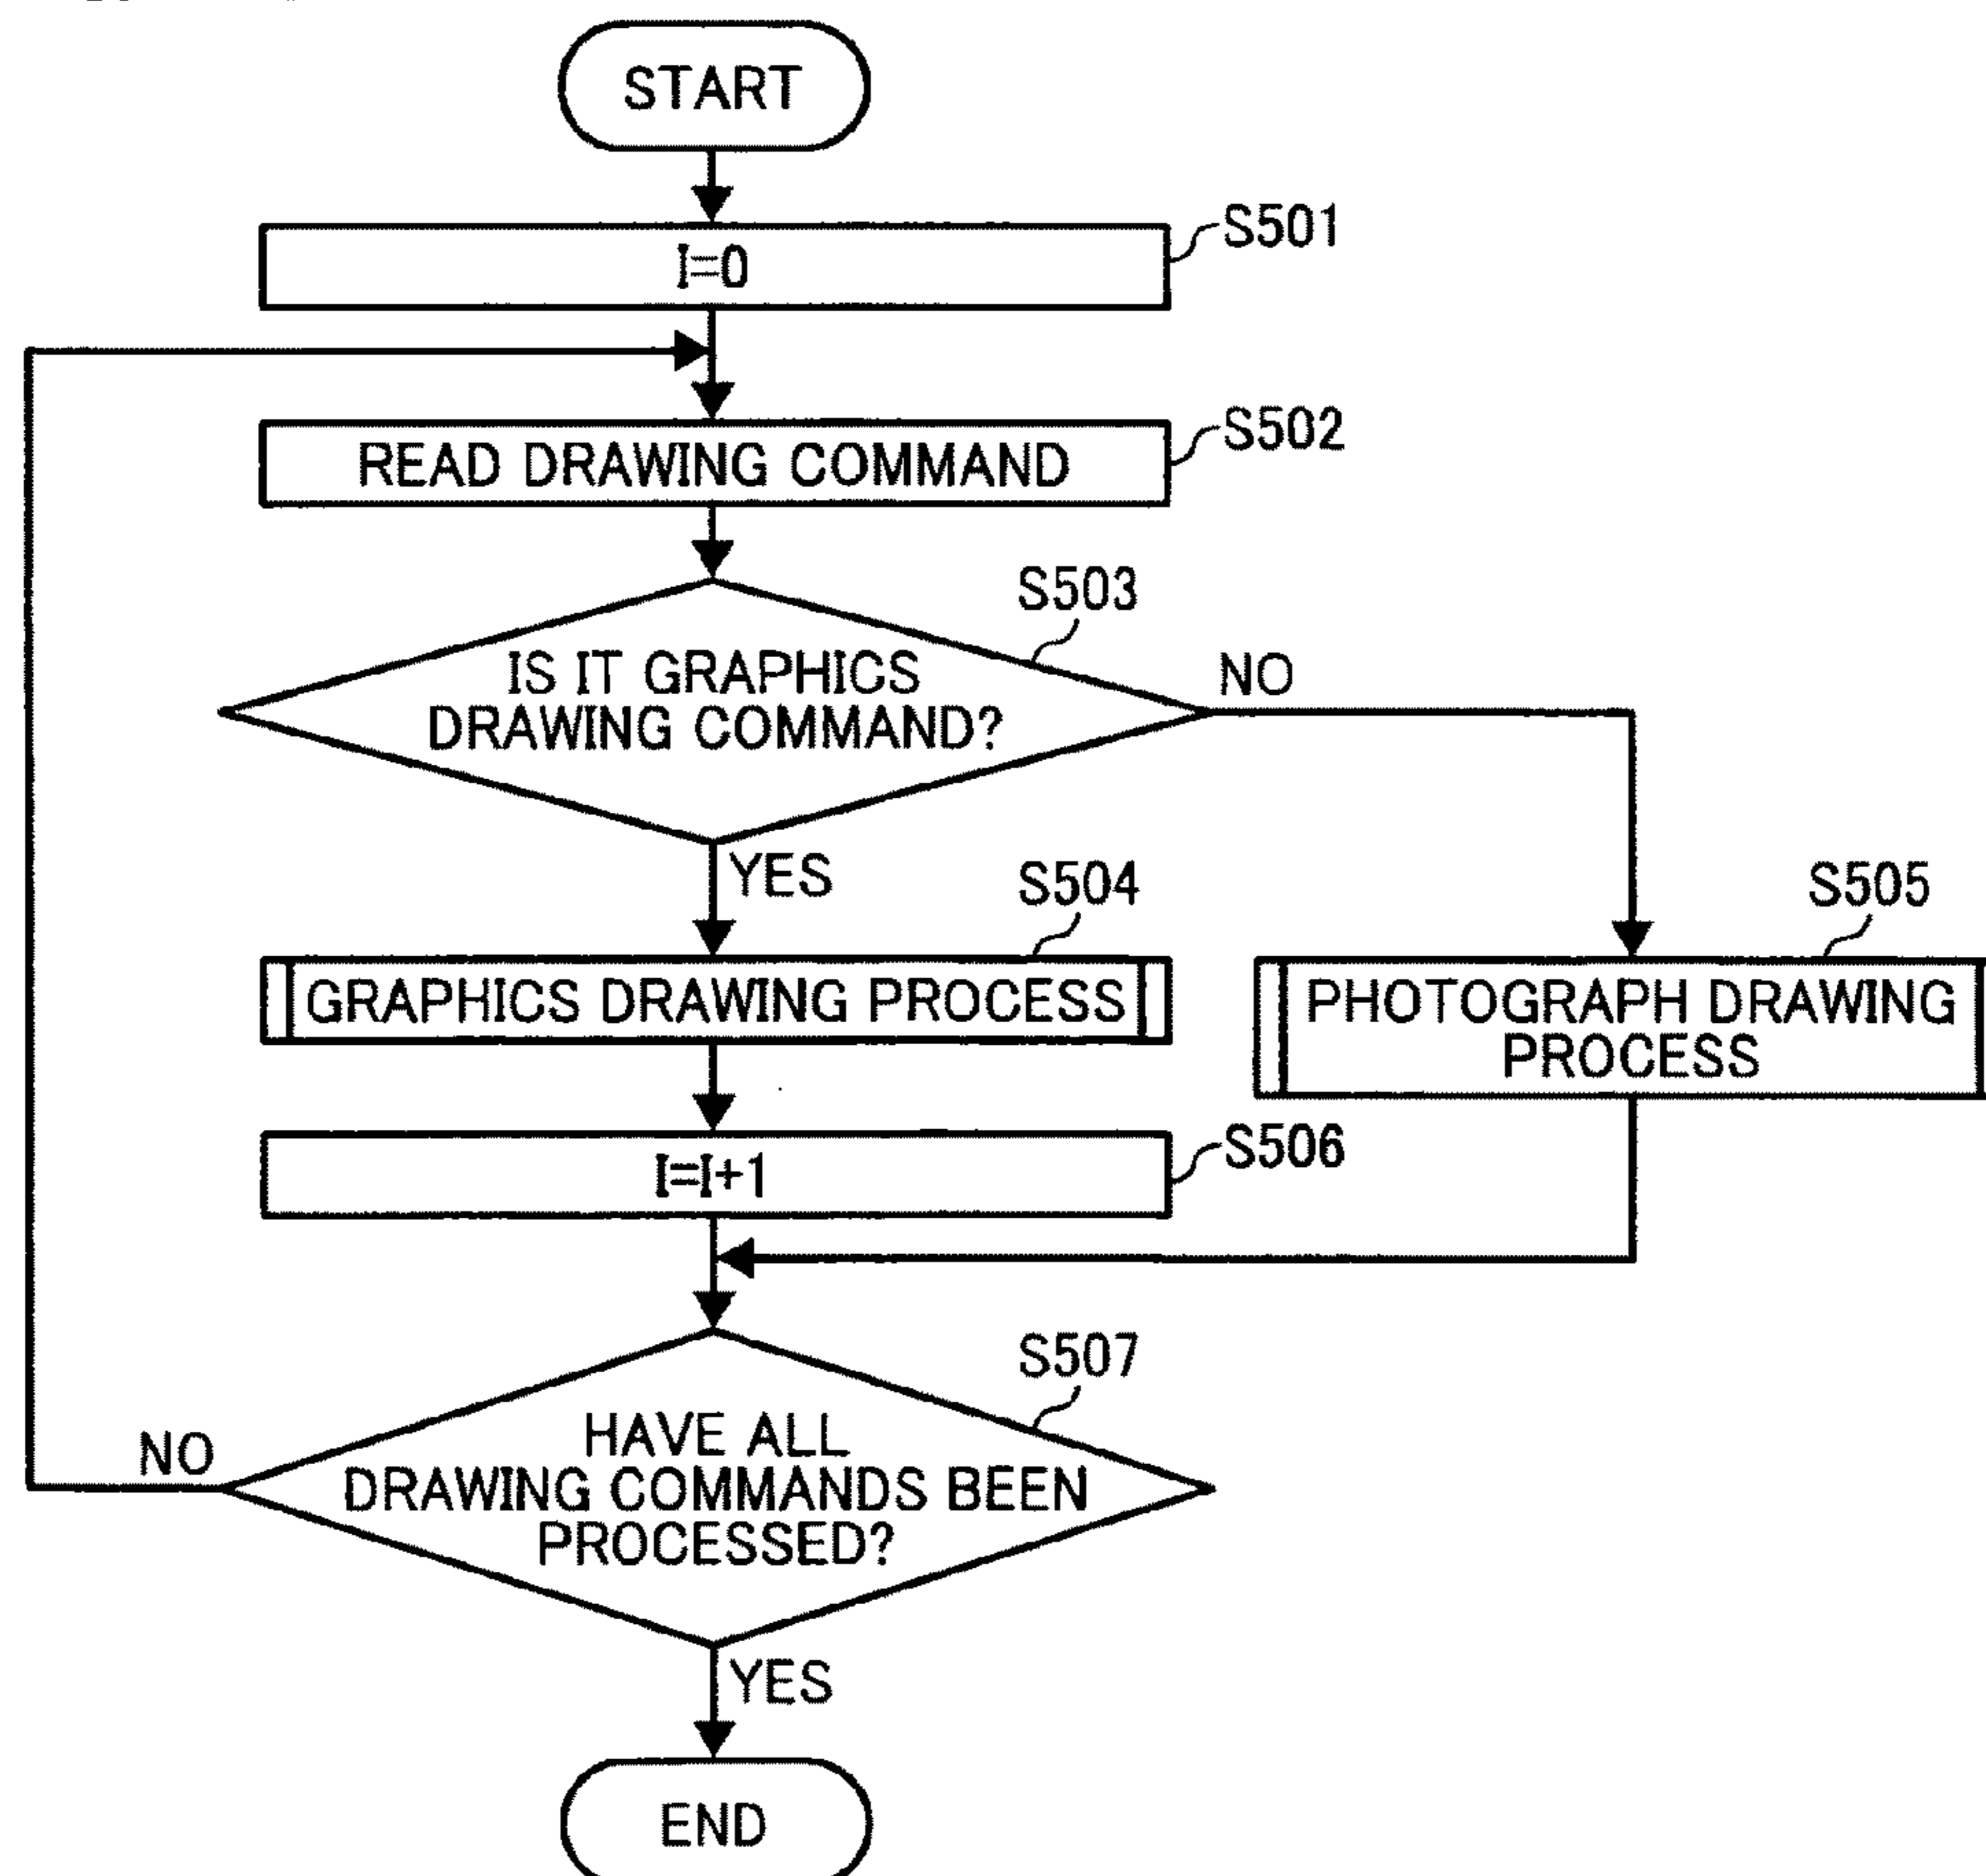 START
I=0
S501
READ DRAWING COMMAND
S502
S503
IS IT GRAPHICS
DRAWING COMMAND?
NO
YES
S504
S505
GRAPHICS DRAWING PROCESS
PHOTOGRAPH DRAWING
PROCESS
I=I+1
S506
S507
HAVE ALL
DRAWING COMMANDS BEEN
PROCESSED?
NO
YES
END